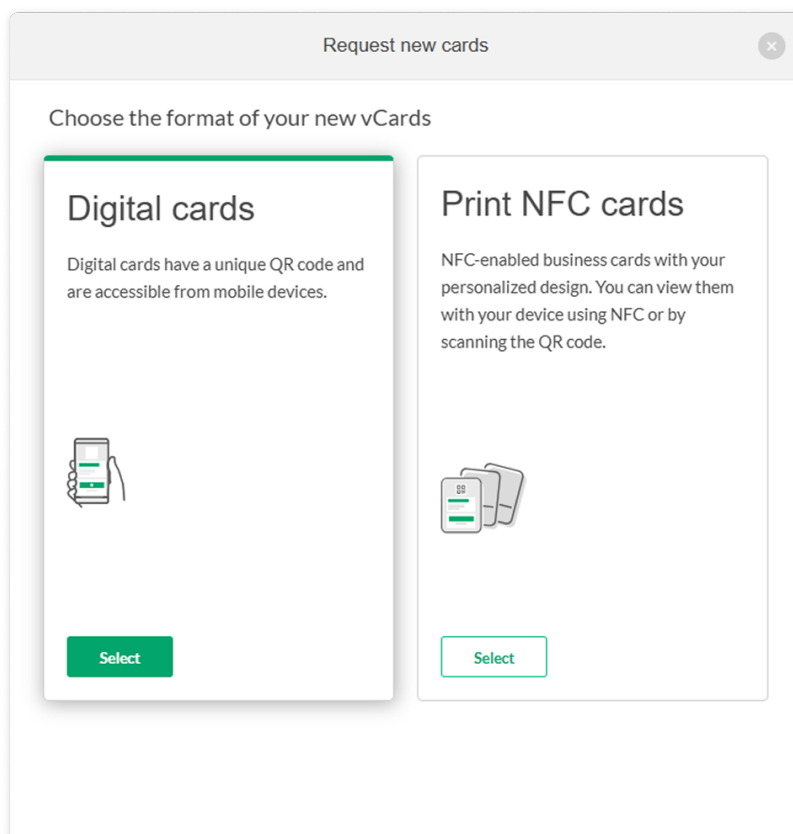 Request new cards
Choose the format of your new vCards
Digital cards
Digital cards have a unique QR code and
are accessible from mobile devices.
Select
Print NFC cards
NFC-enabled business cards with your
personalized design. You can view them
with your device using NFC or by
scanning the QR code.
Select